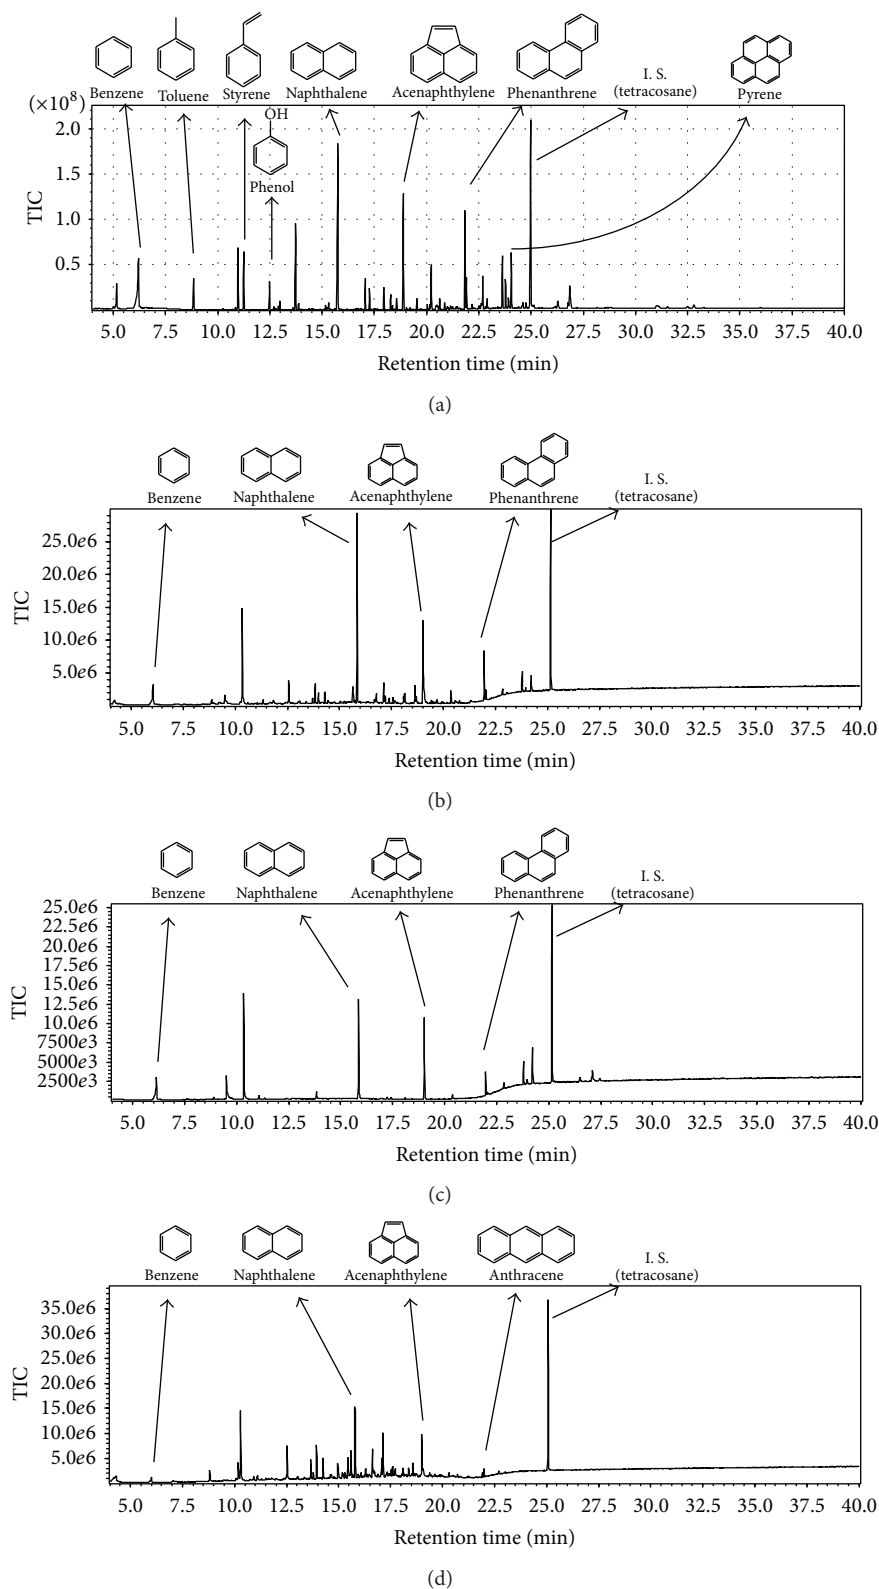 I. S.
Benzene Toluene Styrene Naphthalene Acenaphthylene Phenanthrene (tetracosane) Pyrene
(×10⁸)
OH
Phenol
2.0
1.5
1.0
0.5
TIC
5.0 7.5 10.0 12.5 15.0 17.5 20.0 22.5 25.0 27.5 30.0 32.5 35.0 37.5 40.0
Retention time (min)
(a)
I. S.
Benzene Naphthalene Acenaphthylene Phenanthrene (tetracosane)
25.0e6
20.0e6
15.0e6
10.0e6
5.0e6
TIC
5.0 7.5 10.0 12.5 15.0 17.5 20.0 22.5 25.0 27.5 30.0 32.5 35.0 37.5 40.0
Retention time (min)
(b)
I. S.
Benzene Naphthalene Acenaphthylene Phenanthrene (tetracosane)
25.0e6
22.5e6
20.0e6
17.5e6
15.0e6
12.5e6
10.0e6
7500e3
5000e3
2500e3
TIC
5.0 7.5 10.0 12.5 15.0 17.5 20.0 22.5 25.0 27.5 30.0 32.5 35.0 37.5 40.0
Retention time (min)
(c)
I. S.
Benzene Naphthalene Acenaphthylene Anthracene (tetracosane)
35.0e6
30.0e6
25.0e6
20.0e6
15.0e6
10.0e6
5.0e6
TIC
5.0 7.5 10.0 12.5 15.0 17.5 20.0 22.5 25.0 27.5 30.0 32.5 35.0 37.5 40.0
Retention time (min)
(d)